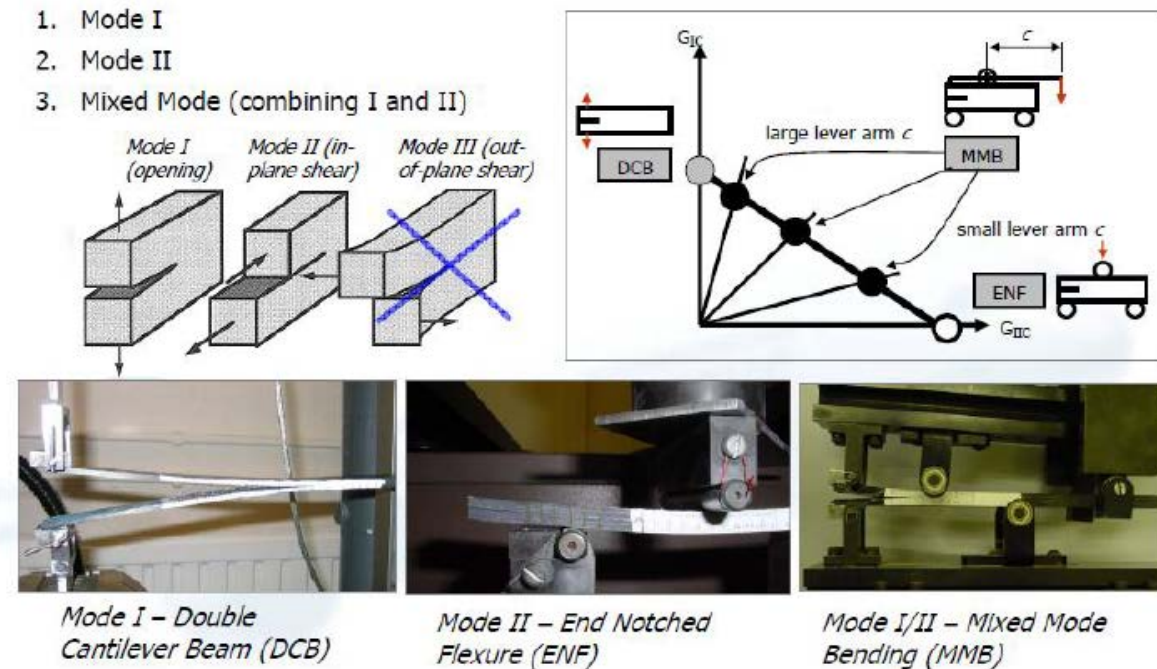 1. Mode I
2. Mode II
3. Mixed Mode (combining I and II)
Mode I
(opening)
Mode II (in-
plane shear)
Mode III (out-
of-plane shear)
G_IC
c
large lever arm c
DCB
MMB
small lever arm c
ENF
G_IIC
Mode I – Double
Cantilever Beam (DCB)
Mode II – End Notched
Flexure (ENF)
Mode I/II – Mixed Mode
Bending (MMB)